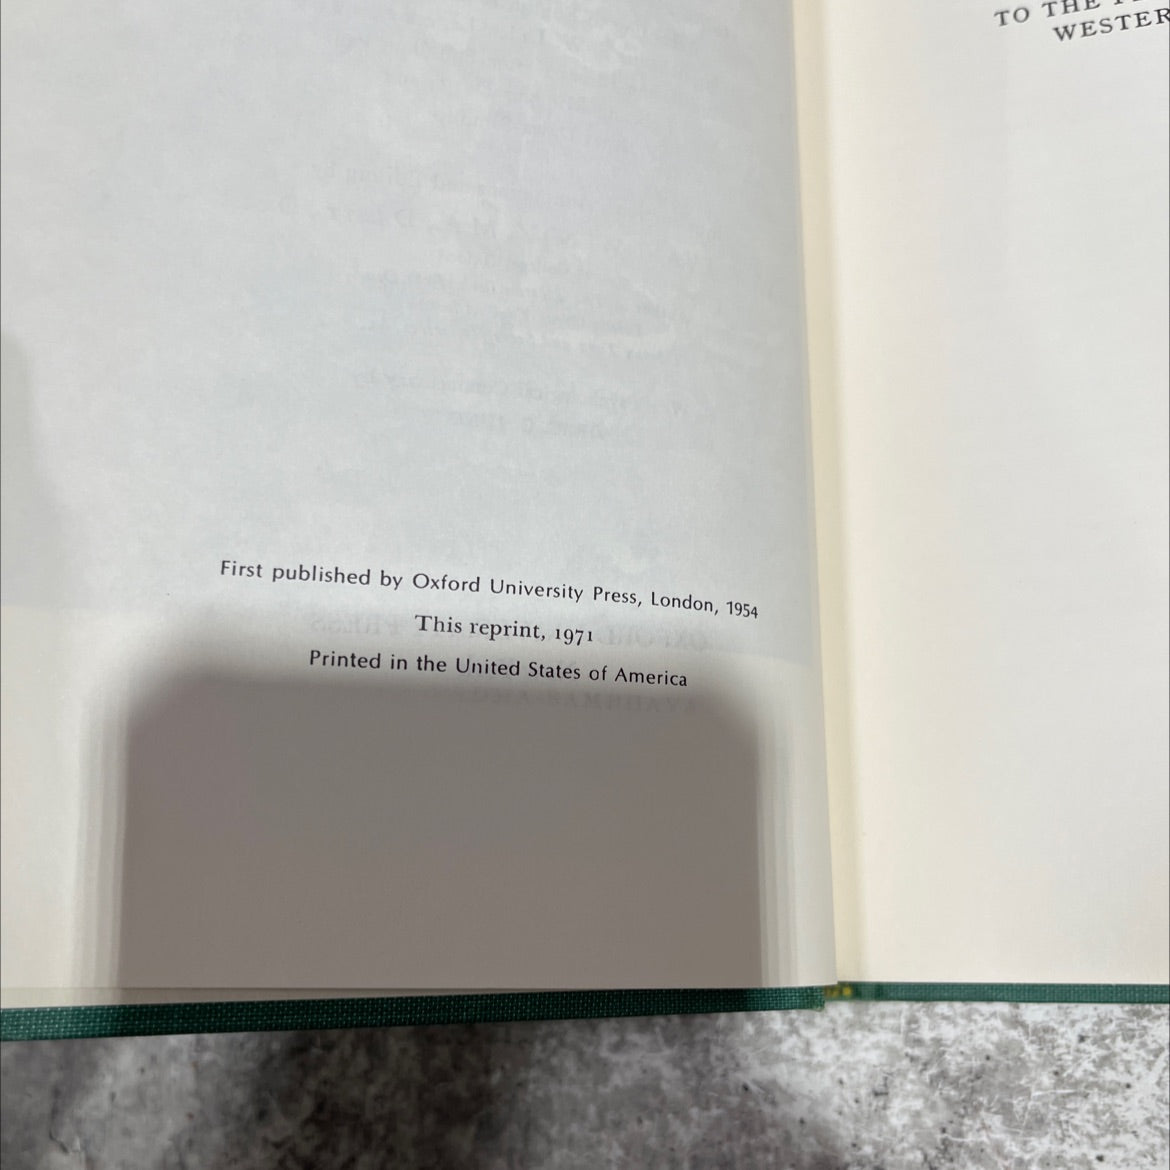 First published by Oxford University Press, London, 1954
This reprint, 1971
Printed in the United States of America
TO THE
WESTER